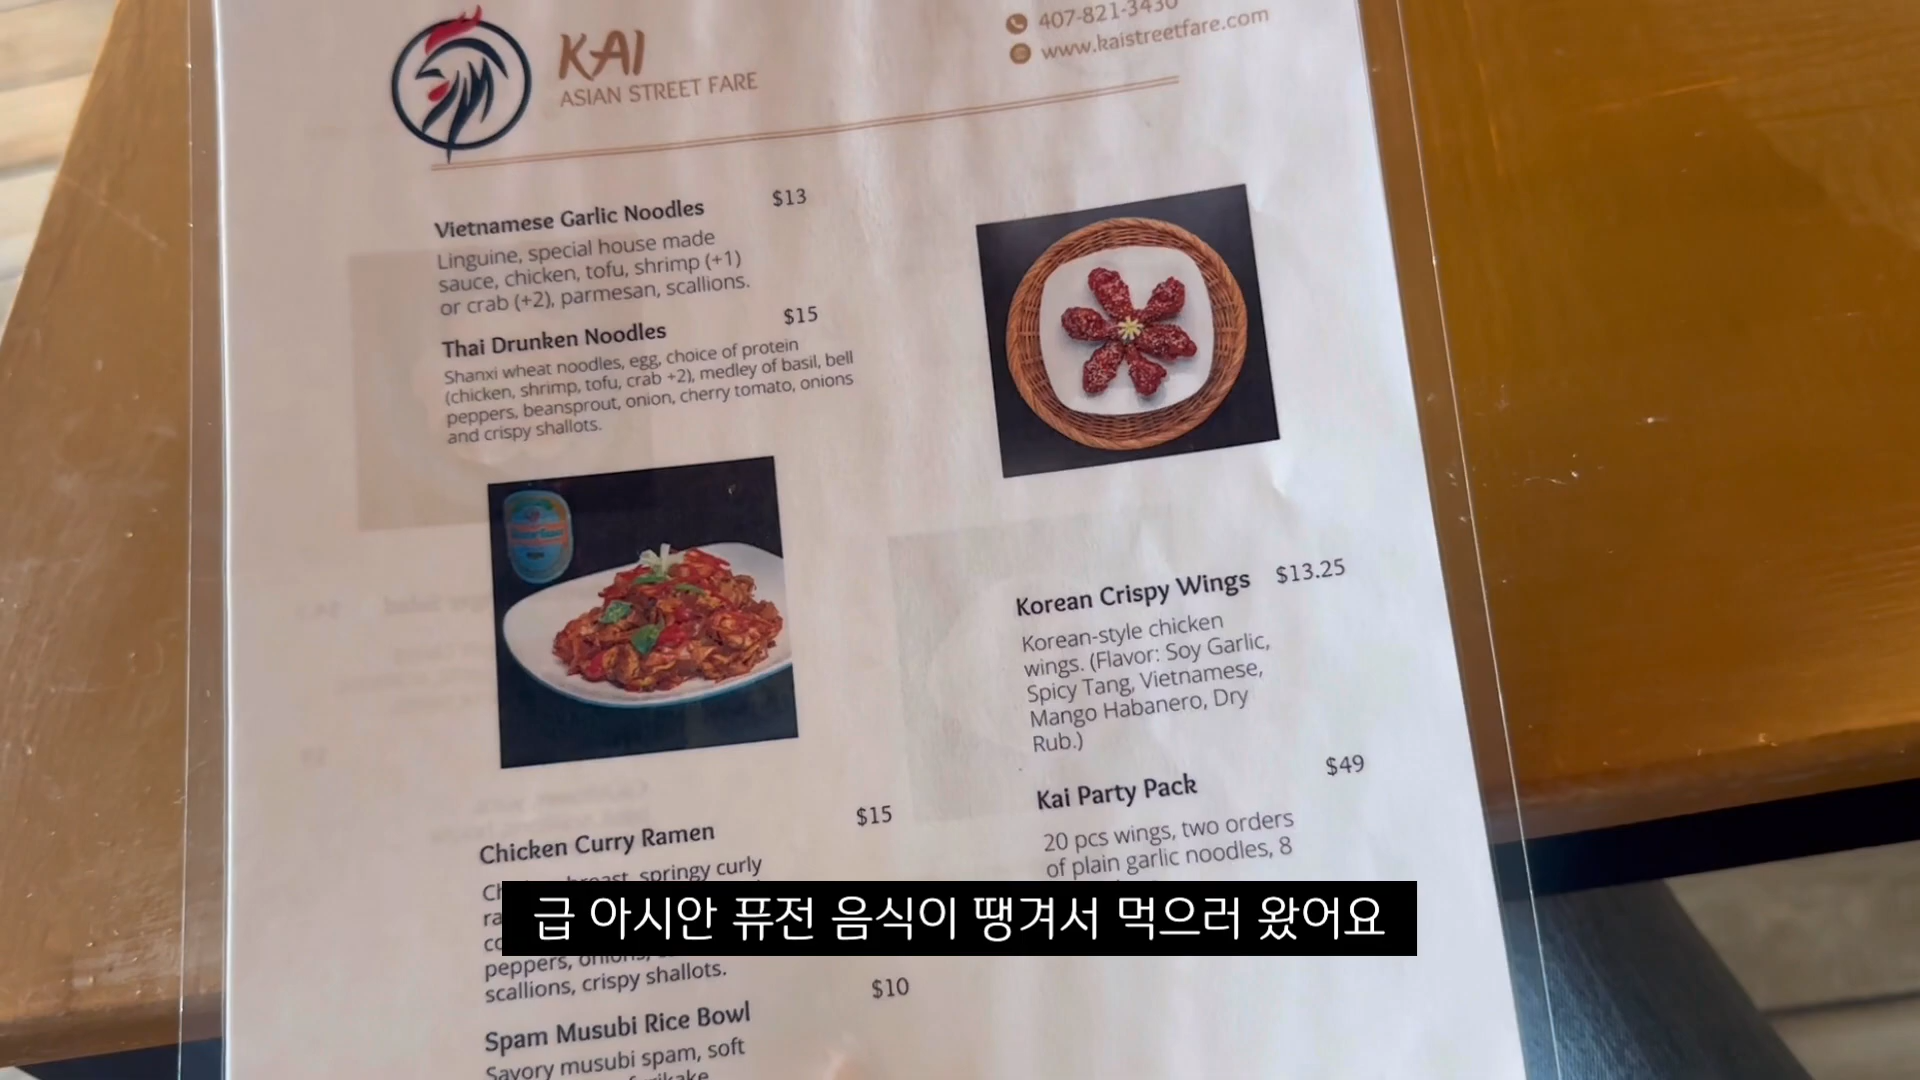 KAI
ASIAN STREET FARE
407-821-3430
www.kaistreetfare.com
Vietnamese Garlic Noodles $13
Linguine, special house made
sauce, chicken, tofu, shrimp (+1)
or crab (+2), parmesan, scallions.
Thai Drunken Noodles $15
Shanxi wheat noodles, egg, choice of protein
(chicken, shrimp, tofu, crab +2), medley of basil, bell
peppers, beansprout, onion, cherry tomato, onions
and crispy shallots.
Chicken Curry Ramen $15
breast, springy curly
peppers, onions,
scallions, crispy shallots.
Spam Musubi Rice Bowl $10
Savory musubi spam, soft
furikake
Korean Crispy Wings $13.25
Korean-style chicken
wings. (Flavor: Soy Garlic,
Spicy Tang, Vietnamese,
Mango Habanero, Dry
Rub.)
Kai Party Pack $49
20 pcs wings, two orders
of plain garlic noodles, 8
급 아시안 퓨전 음식이 땡겨서 먹으러 왔어요